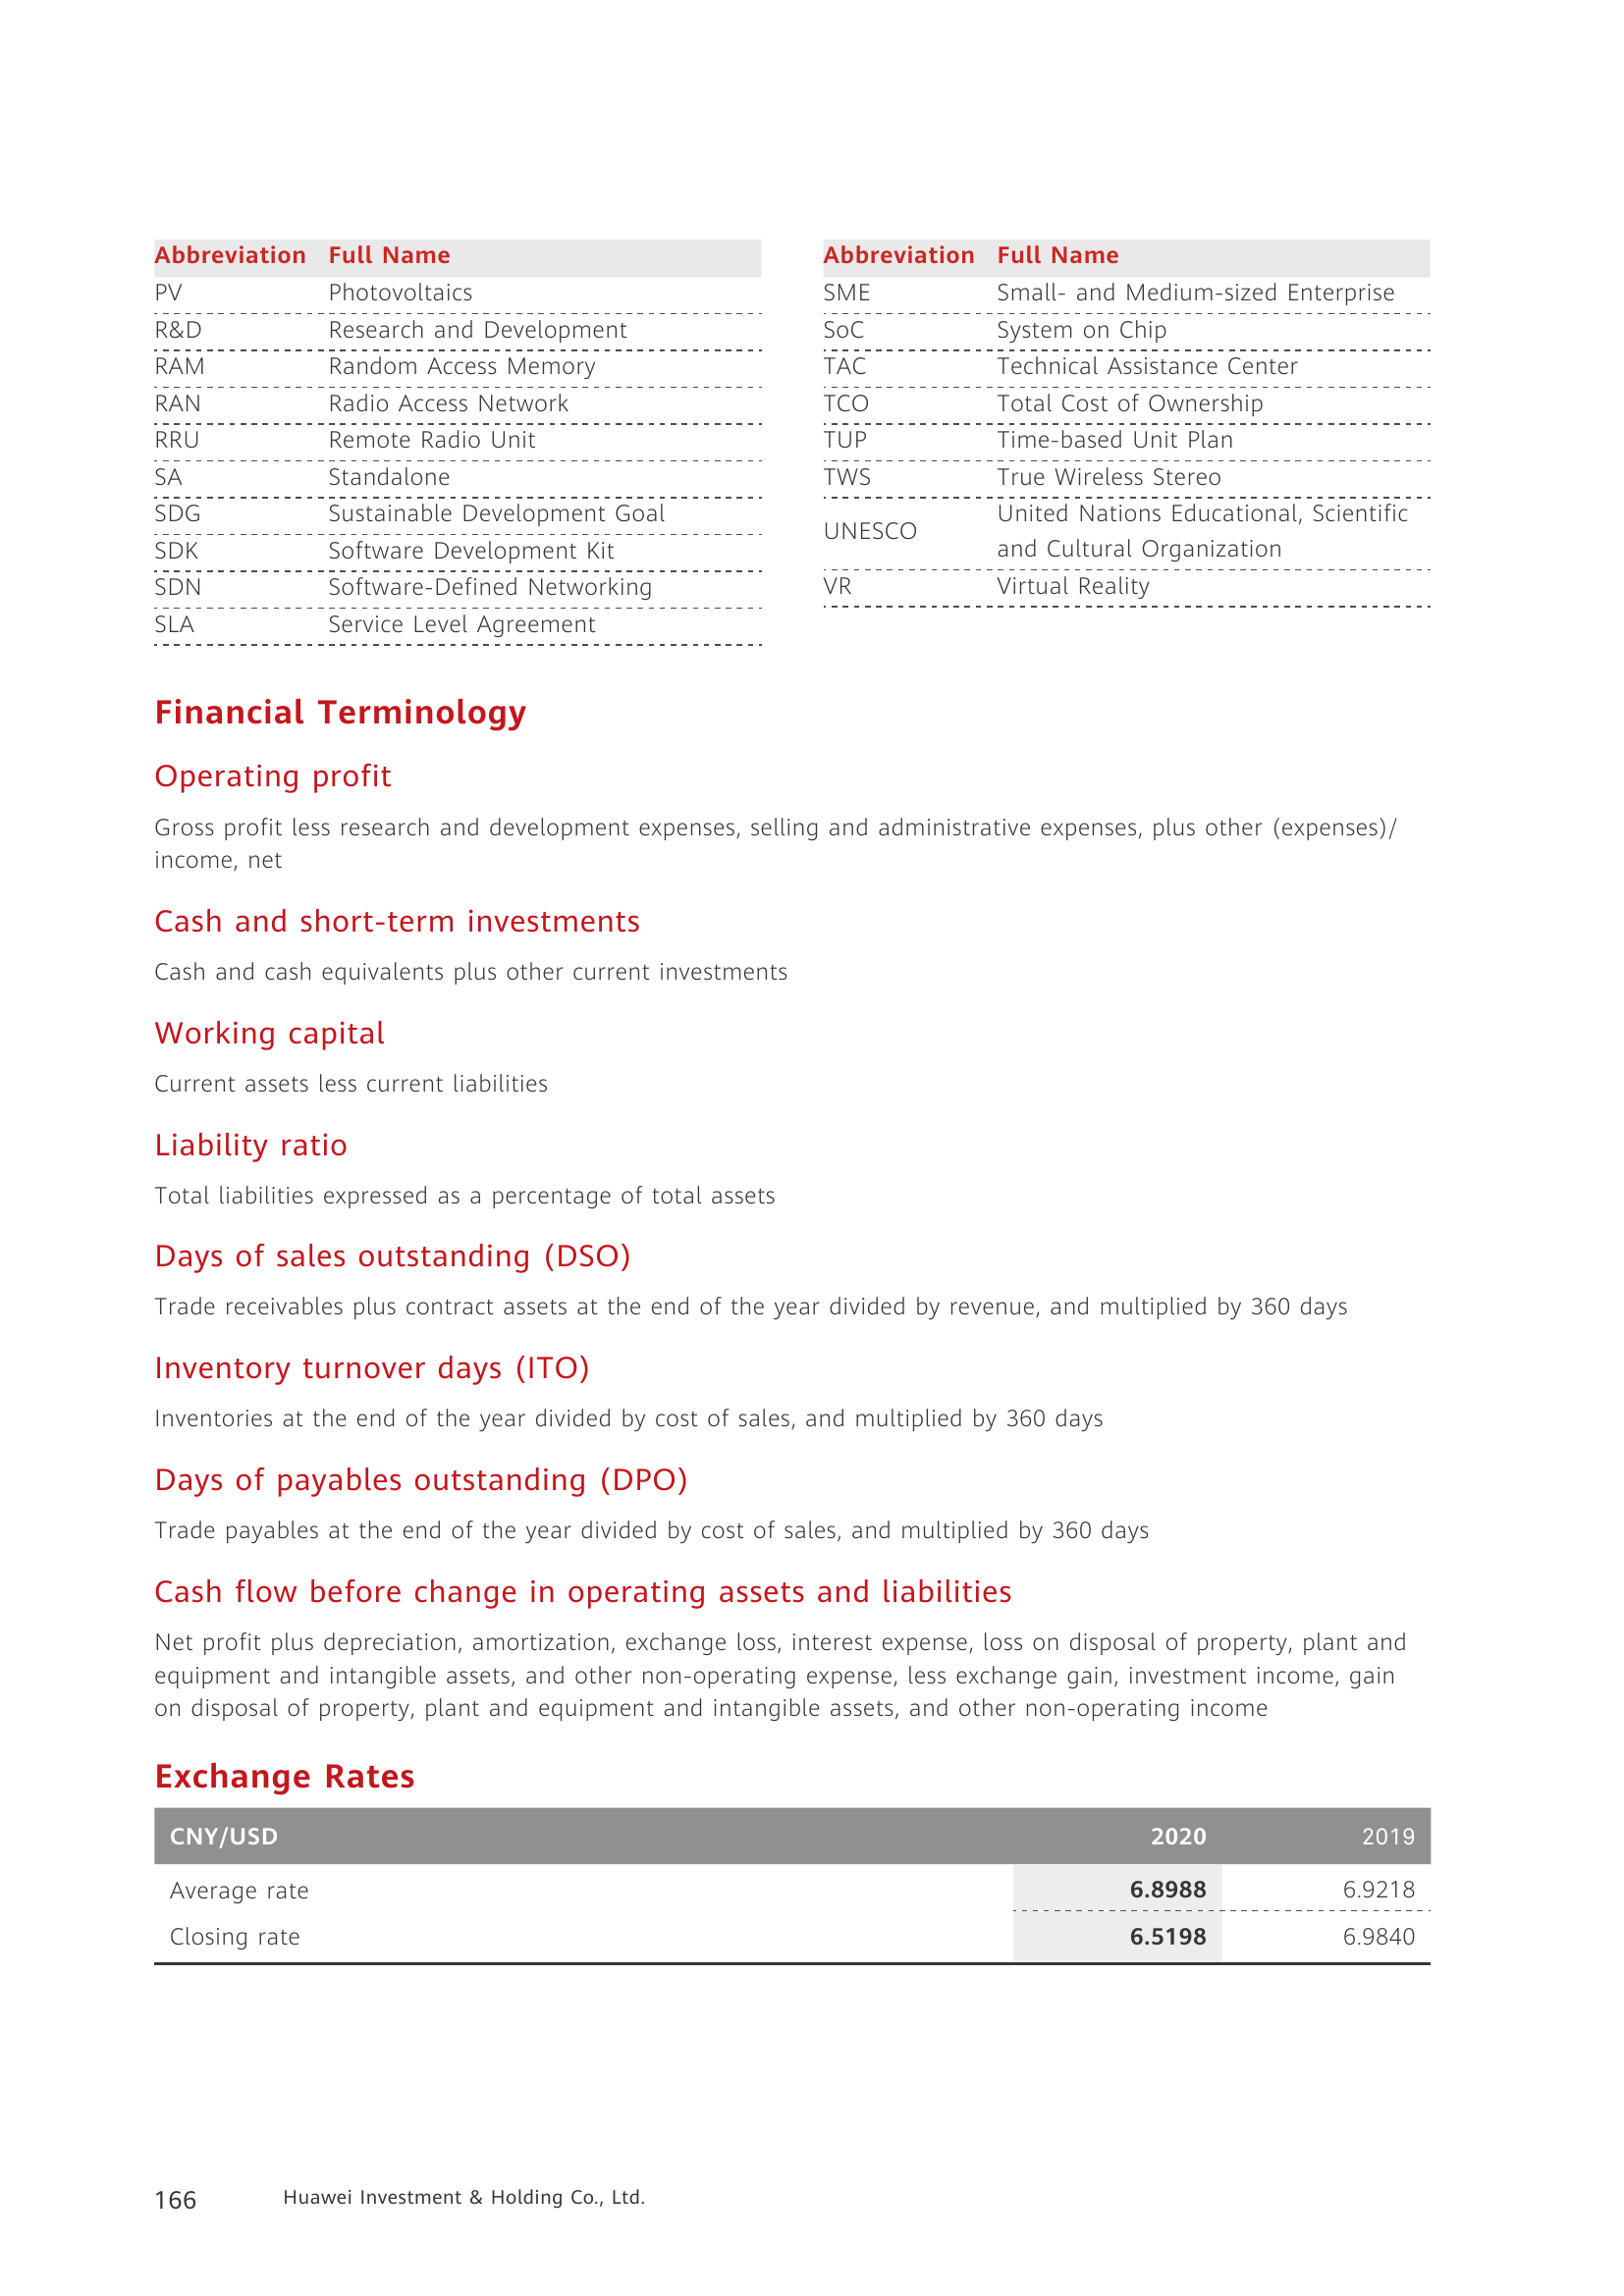 Abbreviation Full Name
PV Photovoltaics
R&D Research and Development
RAM Random Access Memory
RAN Radio Access Network
RRU Remote Radio Unit
SA Standalone
SDG Sustainable Development Goal
SDK Software Development Kit
SDN Software-Defined Networking
SLA Service Level Agreement
Abbreviation Full Name
SME Small- and Medium-sized Enterprise
SoC System on Chip
TAC Technical Assistance Center
TCO Total Cost of Ownership
TUP Time-based Unit Plan
TWS True Wireless Stereo
UNESCO United Nations Educational, Scientific
and Cultural Organization
VR Virtual Reality
Financial Terminology
Operating profit
Gross profit less research and development expenses, selling and administrative expenses, plus other (expenses)/
income, net
Cash and short-term investments
Cash and cash equivalents plus other current investments
Working capital
Current assets less current liabilities
Liability ratio
Total liabilities expressed as a percentage of total assets
Days of sales outstanding (DSO)
Trade receivables plus contract assets at the end of the year divided by revenue, and multiplied by 360 days
Inventory turnover days (ITO)
Inventories at the end of the year divided by cost of sales, and multiplied by 360 days
Days of payables outstanding (DPO)
Trade payables at the end of the year divided by cost of sales, and multiplied by 360 days
Cash flow before change in operating assets and liabilities
Net profit plus depreciation, amortization, exchange loss, interest expense, loss on disposal of property, plant and
equipment and intangible assets, and other non-operating expense, less exchange gain, investment income, gain
on disposal of property, plant and equipment and intangible assets, and other non-operating income
Exchange Rates
CNY/USD 2020 2019
Average rate 6.8988 6.9218
Closing rate 6.5198 6.9840
166 Huawei Investment & Holding Co., Ltd.